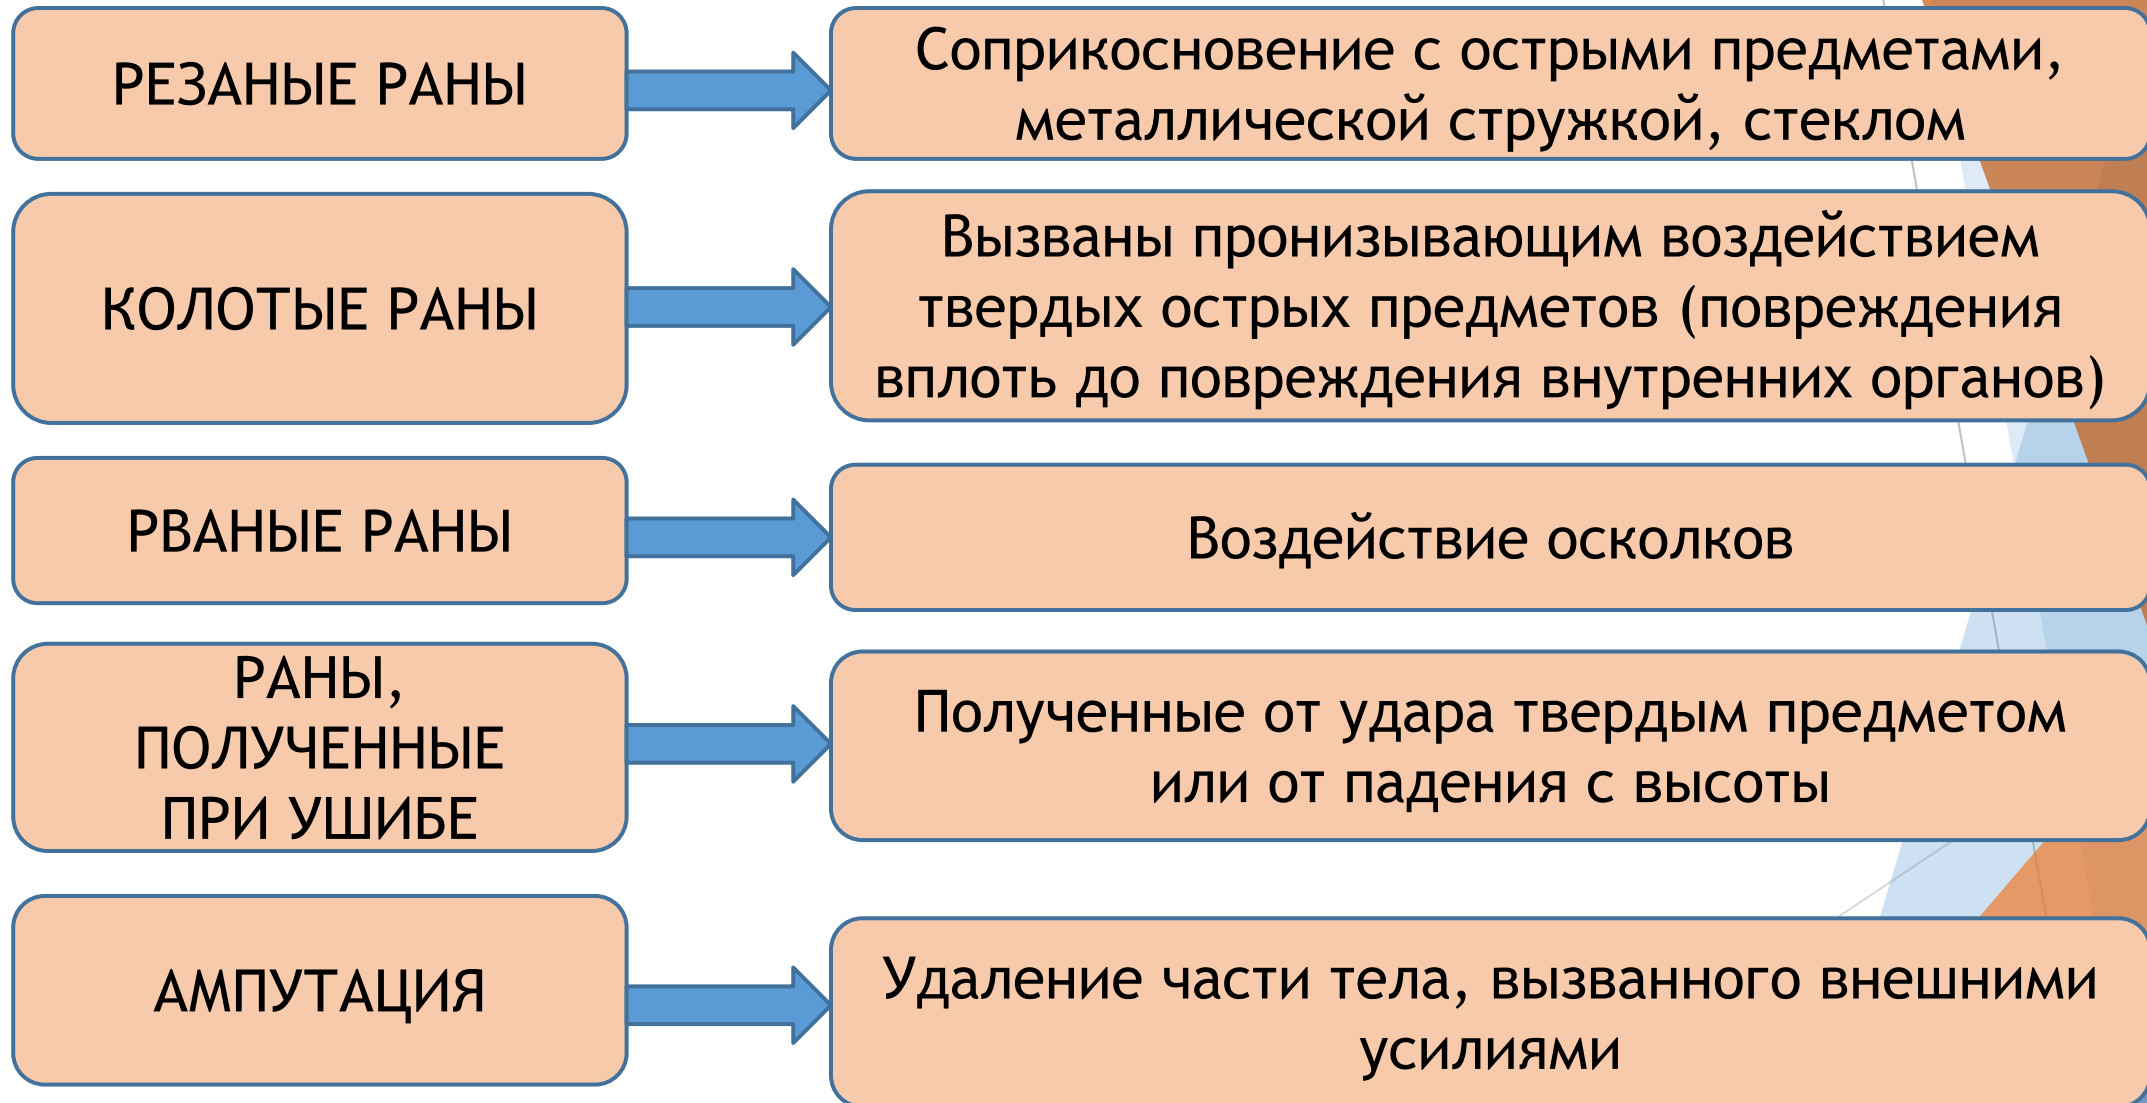 РЕЗАНЫЕ РАНЫ
Соприкосновение с острыми предметами,
металлической стружкой, стеклом
КОЛОТЫЕ РАНЫ
Вызваны пронизывающим воздействием
твердых острых предметов (повреждения
вплоть до повреждения внутренних органов)
РВАНЫЕ РАНЫ
Воздействие осколков
РАНЫ,
ПОЛУЧЕННЫЕ
ПРИ УШИБЕ
Полученные от удара твердым предметом
или от падения с высоты
АМПУТАЦИЯ
Удаление части тела, вызванного внешними
усилиями